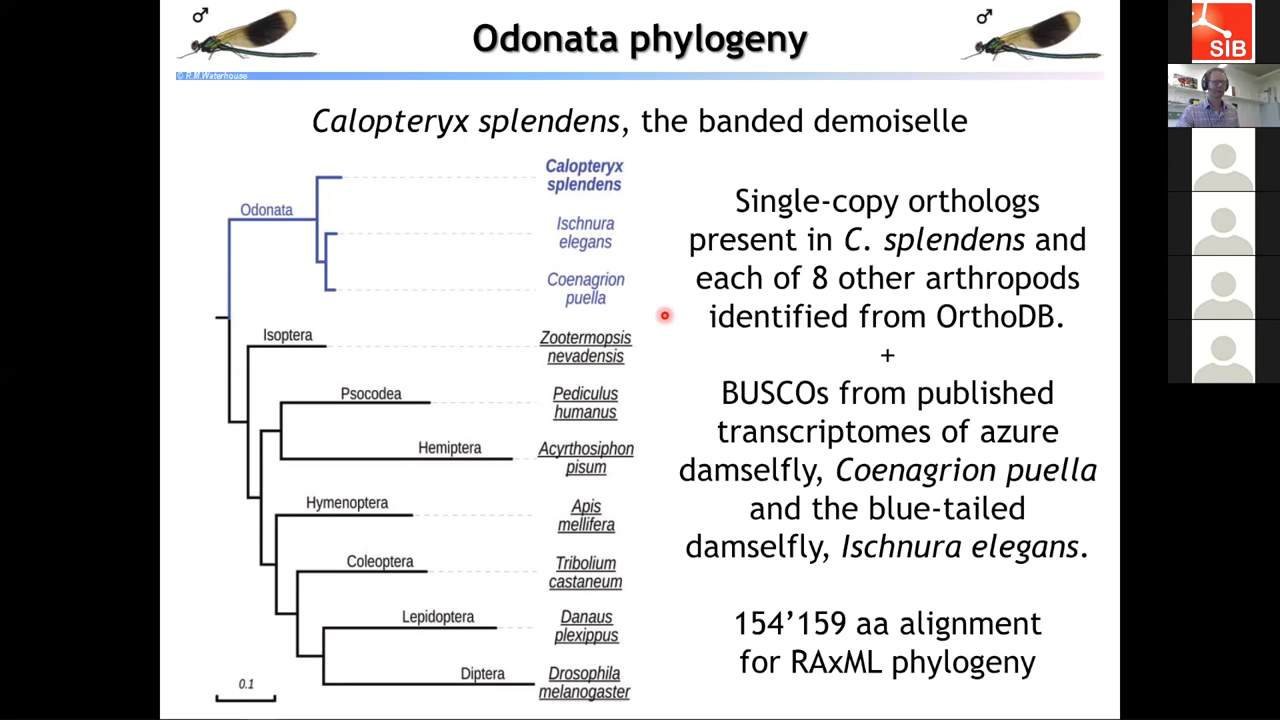 ♂
Odonata phylogeny
♂
SIB
© R.M.Waterhouse
Calopteryx splendens, the banded demoiselle
Calopteryx
splendens
Odonata
Ischnura
elegans
Coenagrion
puella
Isoptera
Zootermopsis
nevadensis
Psocodea
Pediculus
humanus
Hemiptera
Acyrthosiphon
pisum
Hymenoptera
Apis
mellifera
Coleoptera
Tribolium
castaneum
Lepidoptera
Danaus
plexippus
Diptera
Drosophila
melanogaster
0.1
Single-copy orthologs
present in C. splendens and
each of 8 other arthropods
identified from OrthoDB.
+
BUSCOs from published
transcriptomes of azure
damselfly, Coenagrion puella
and the blue-tailed
damselfly, Ischnura elegans.
154’159 aa alignment
for RAxML phylogeny